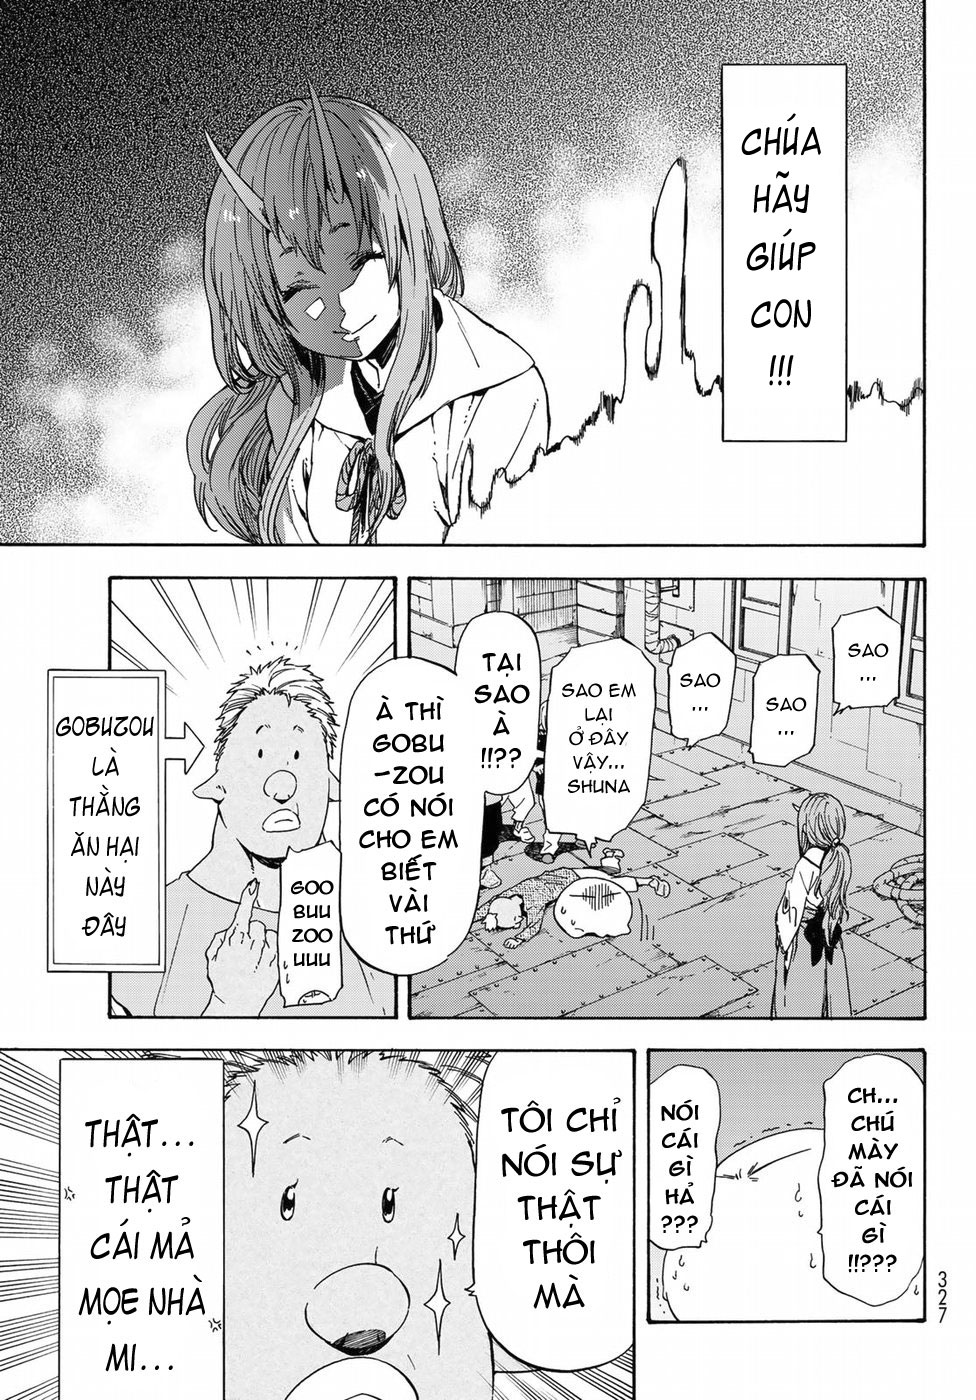 CHÚA
HÃY
GIÚP
CON
!!!
SAO
...
SAO
...
SAO
...
SAO EM
LẠI
Ở ĐÂY
VẬY...
SHUNA
TẠI
SAO
À
!!??
À THÌ
GOBU
-ZOU
CÓ NÓI
CHO EM
BIẾT
VÀI
THỨ
GOO
BUU
ZOO
UUU
GOBUZOU
LÀ
THẰNG
ĂN HẠI
NÀY
ĐÂY
CH...
CHÚ
MÀY
ĐÃ NÓI
CÁI
GÌ
!!???
NÓI
CÁI
GÌ
HẢ
???
TÔI CHỈ
NÓI SỰ
THẬT
THÔI
MÀ
THẬT...
THẬT
CÁI MẢ
MOE NHÀ
MI...
327